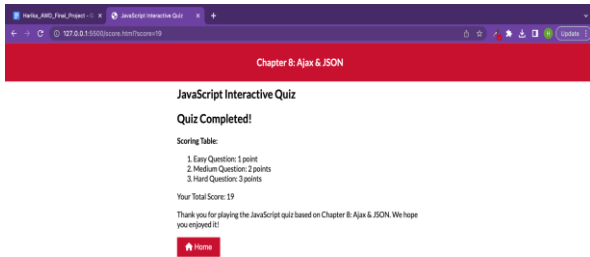 Harika_AWD_Final_Project - G
JavaScript Interactive Quiz
127.0.0.1:5500/score.html?score=19
Update
Chapter 8: Ajax & JSON
JavaScript Interactive Quiz
Quiz Completed!
Scoring Table:
1. Easy Question: 1 point
2. Medium Question: 2 points
3. Hard Question: 3 points
Your Total Score: 19
Thank you for playing the JavaScript quiz based on Chapter 8: Ajax & JSON. We hope
you enjoyed it!
Home